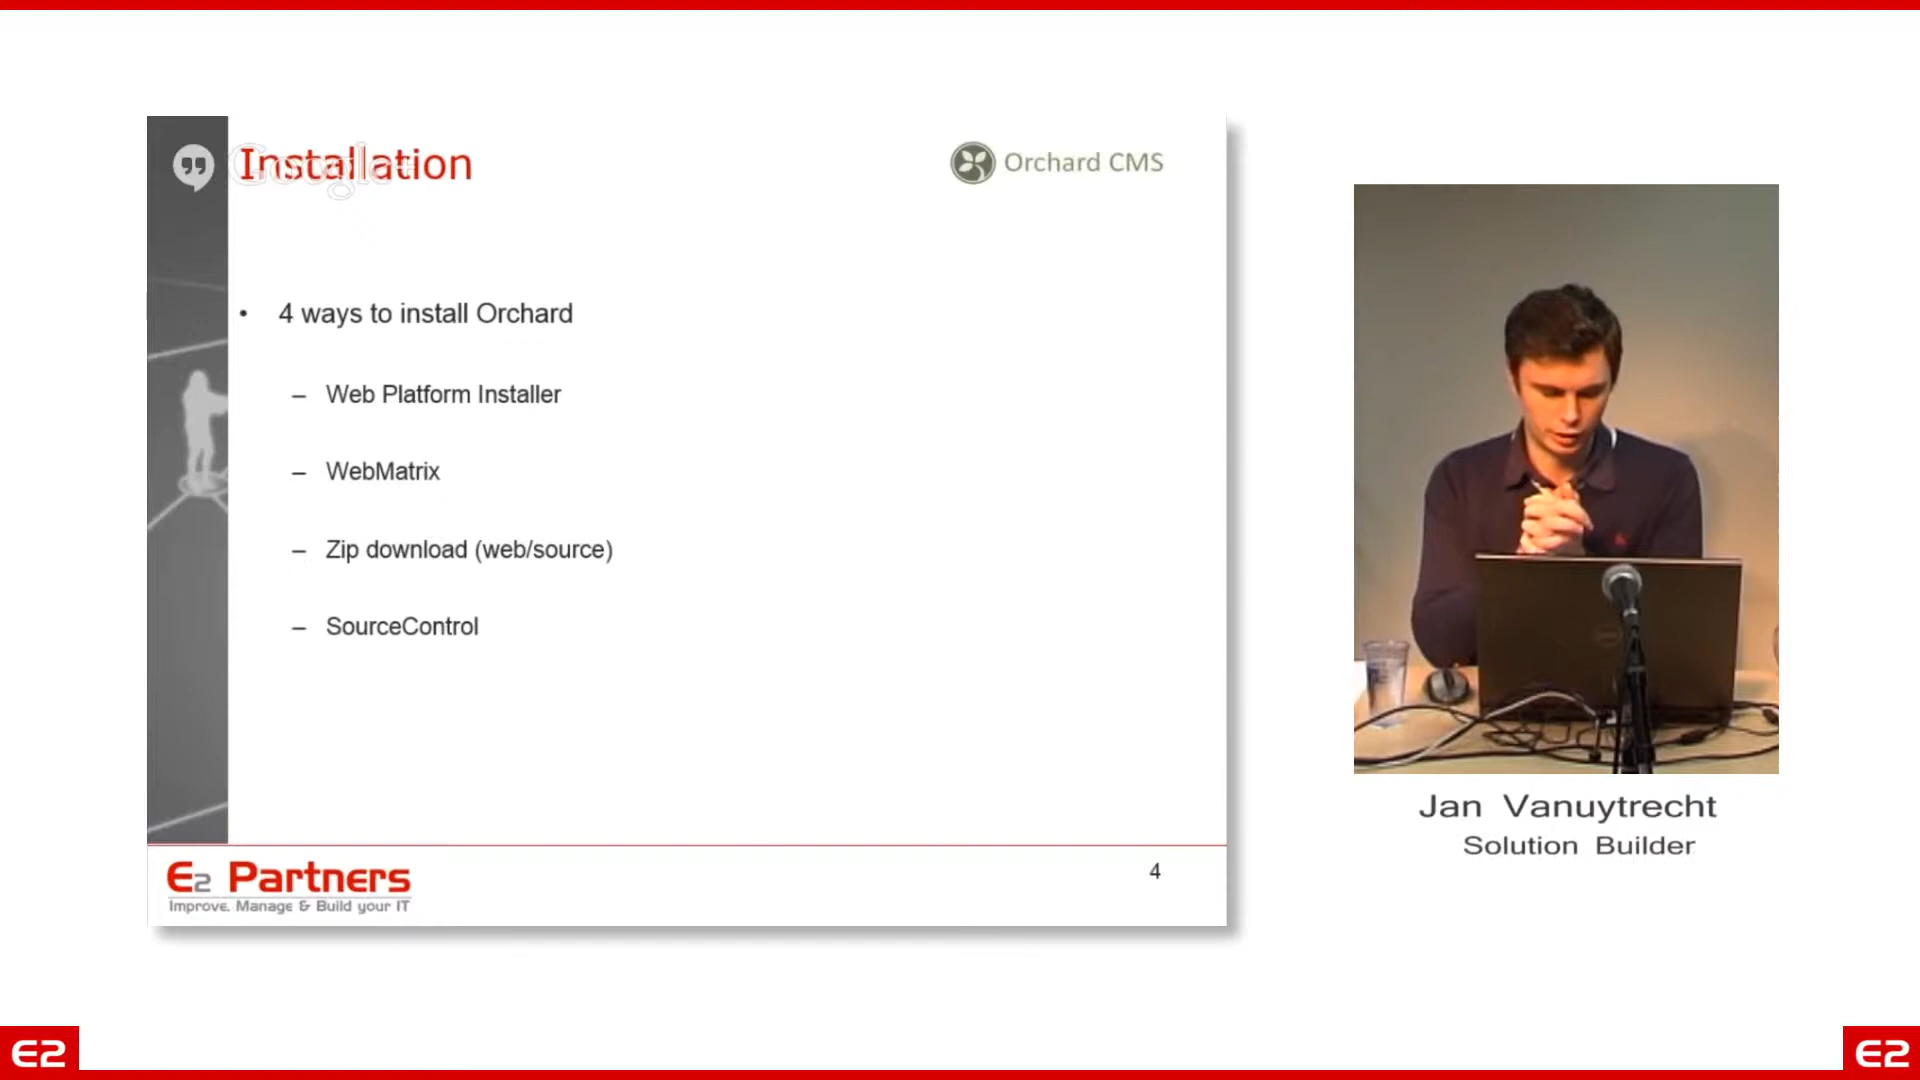 Google+
Installation
Orchard CMS
• 4 ways to install Orchard
– Web Platform Installer
– WebMatrix
– Zip download (web/source)
– SourceControl
E2 Partners
Improve. Manage & Build your IT
4
Jan Vanuytrecht
Solution Builder
E2
E2